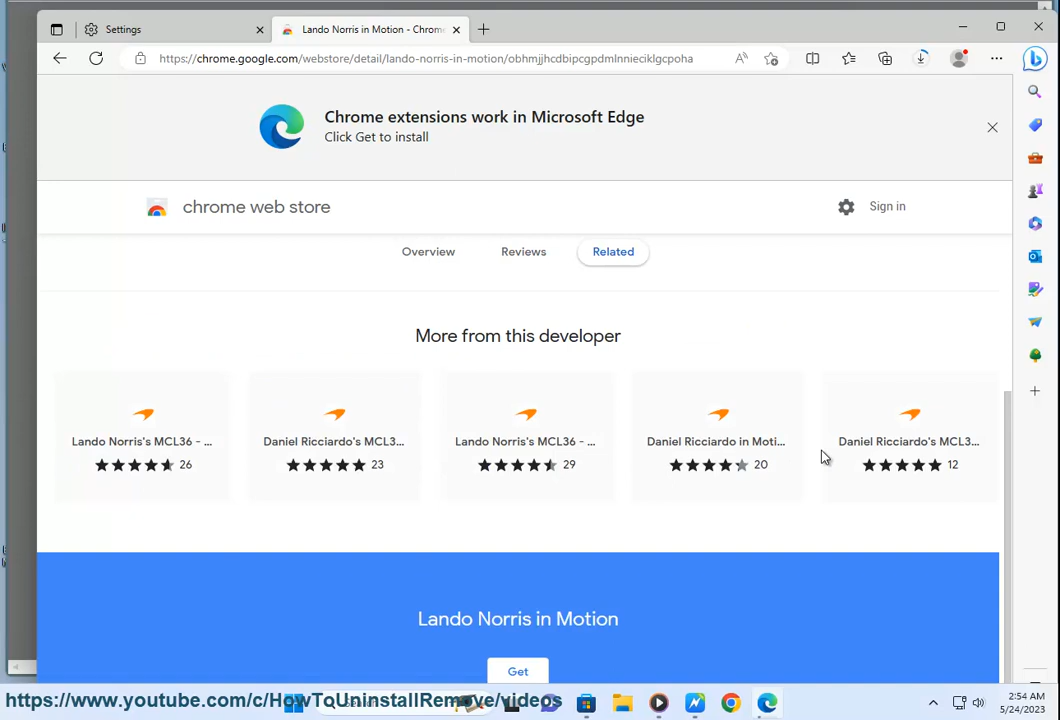 Settings
Lando Norris in Motion - Chrome
https://chrome.google.com/webstore/detail/lando-norris-in-motion/obhmjjhcdbipcgpdmlnnieciklgcpoha
Chrome extensions work in Microsoft Edge
Click Get to install
chrome web store
Sign in
Overview
Reviews
Related
More from this developer
Lando Norris's MCL36 - ...
26
Daniel Ricciardo's MCL3...
23
Lando Norris's MCL36 - ...
29
Daniel Ricciardo in Moti...
20
Daniel Ricciardo's MCL3...
12
Lando Norris in Motion
Get
https://www.youtube.com/c/HowToUninstallRemove/videos
2:54 AM
5/24/2023